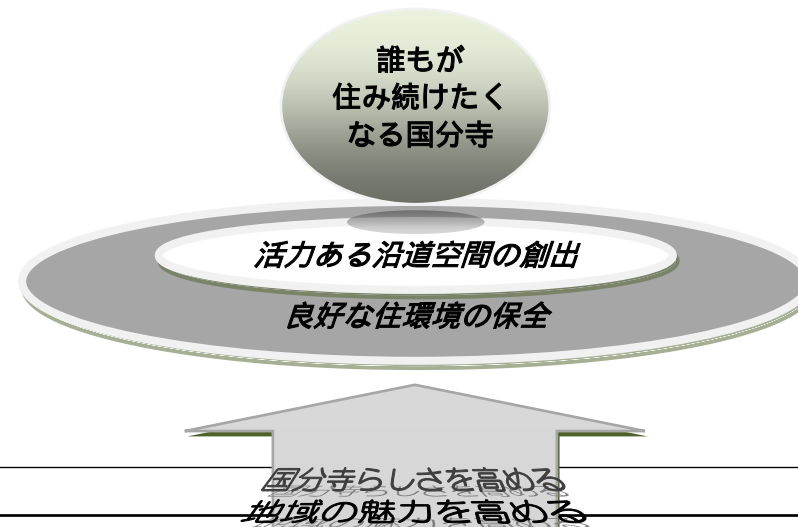 誰もが
住み続けたく
なる国分寺
活力ある沿道空間の創出
良好な住環境の保全
国分寺らしさを高める
地域の魅力を高める